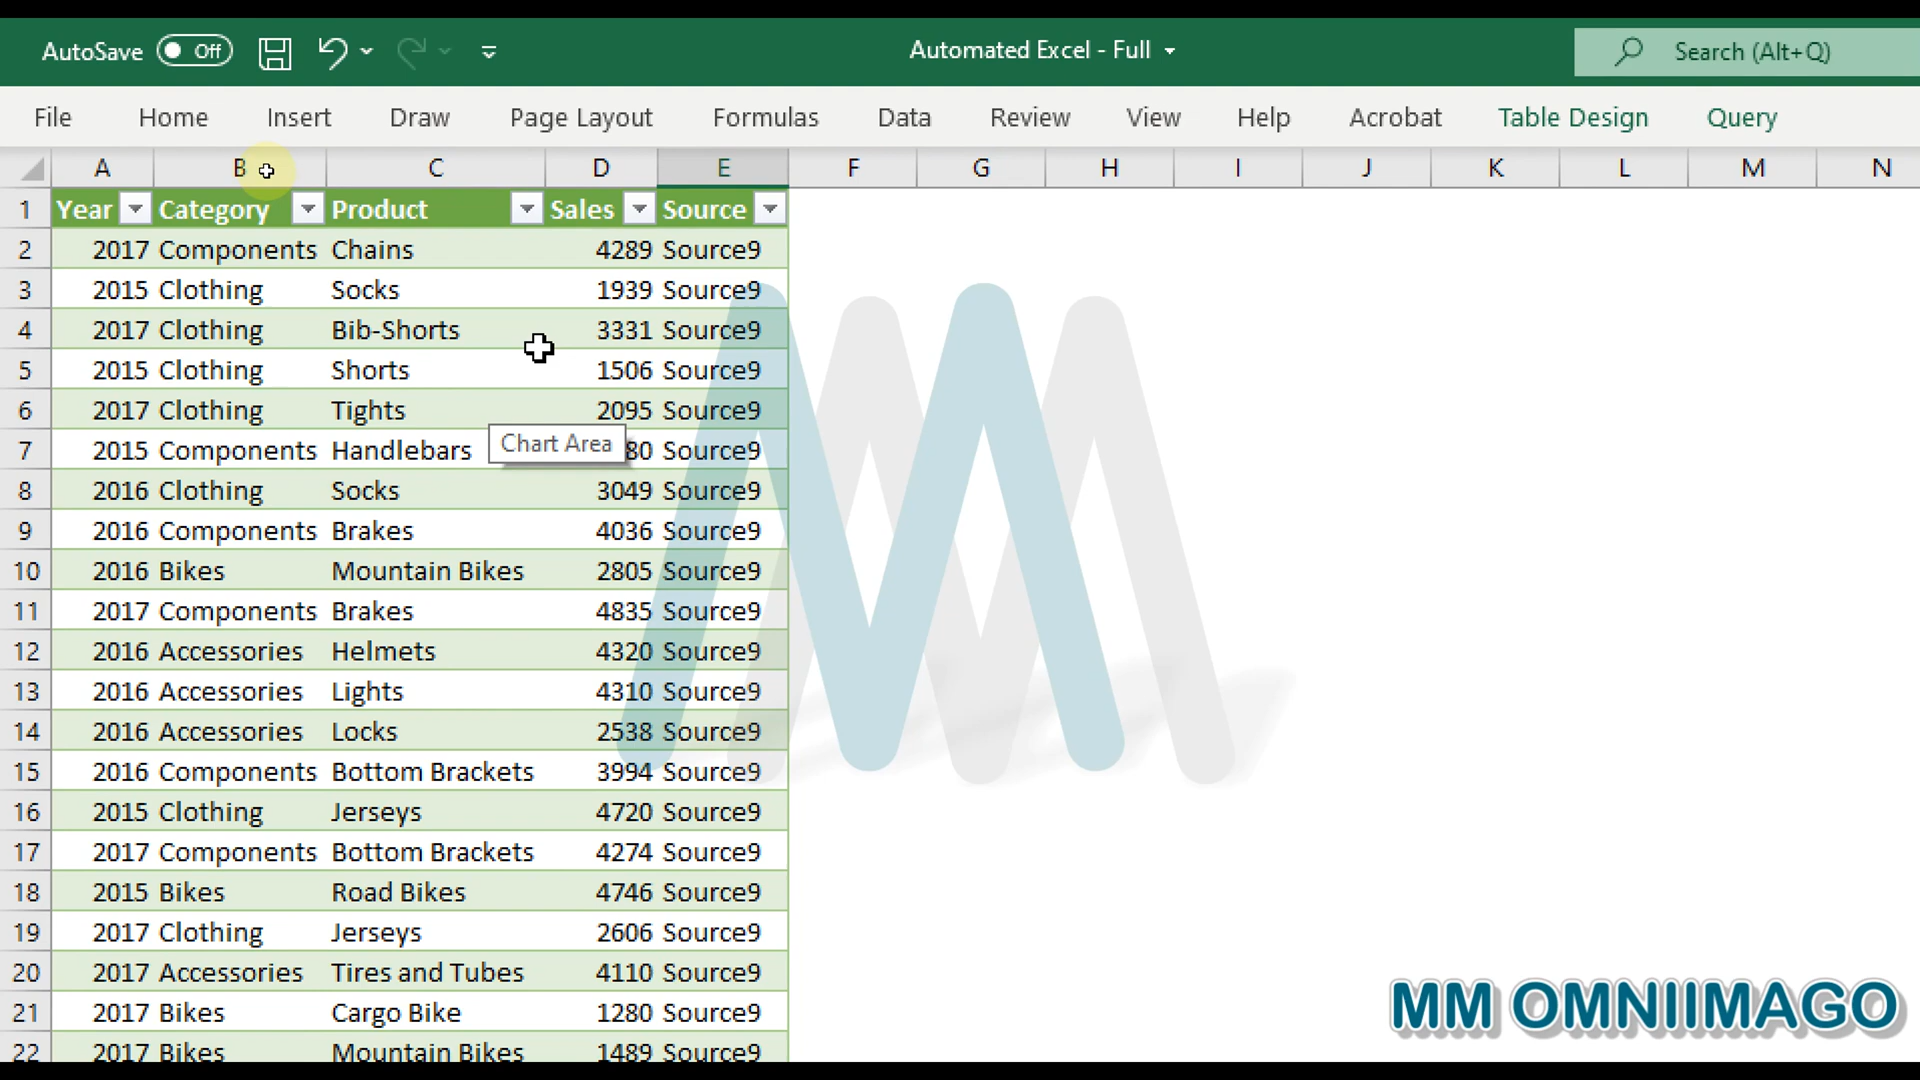 AutoSave Off Automated Excel - Full Search (Alt+Q)
File Home Insert Draw Page Layout Formulas Data Review View Help Acrobat Table Design Query
A B C D E F G H I J K L M N
1 Year Category Product Sales Source
2 2017 Components Chains 4289 Source9
3 2015 Clothing Socks 1939 Source9
4 2017 Clothing Bib-Shorts 3331 Source9
5 2015 Clothing Shorts 1506 Source9
6 2017 Clothing Tights 2095 Source9
7 2015 Components Handlebars 80 Source9
Chart Area
8 2016 Clothing Socks 3049 Source9
9 2016 Components Brakes 4036 Source9
10 2016 Bikes Mountain Bikes 2805 Source9
11 2017 Components Brakes 4835 Source9
12 2016 Accessories Helmets 4320 Source9
13 2016 Accessories Lights 4310 Source9
14 2016 Accessories Locks 2538 Source9
15 2016 Components Bottom Brackets 3994 Source9
16 2015 Clothing Jerseys 4720 Source9
17 2017 Components Bottom Brackets 4274 Source9
18 2015 Bikes Road Bikes 4746 Source9
19 2017 Clothing Jerseys 2606 Source9
20 2017 Accessories Tires and Tubes 4110 Source9
21 2017 Bikes Cargo Bike 1280 Source9
22 2017 Bikes Mountain Bikes 1489 Source9
MM OMNIIMAGO